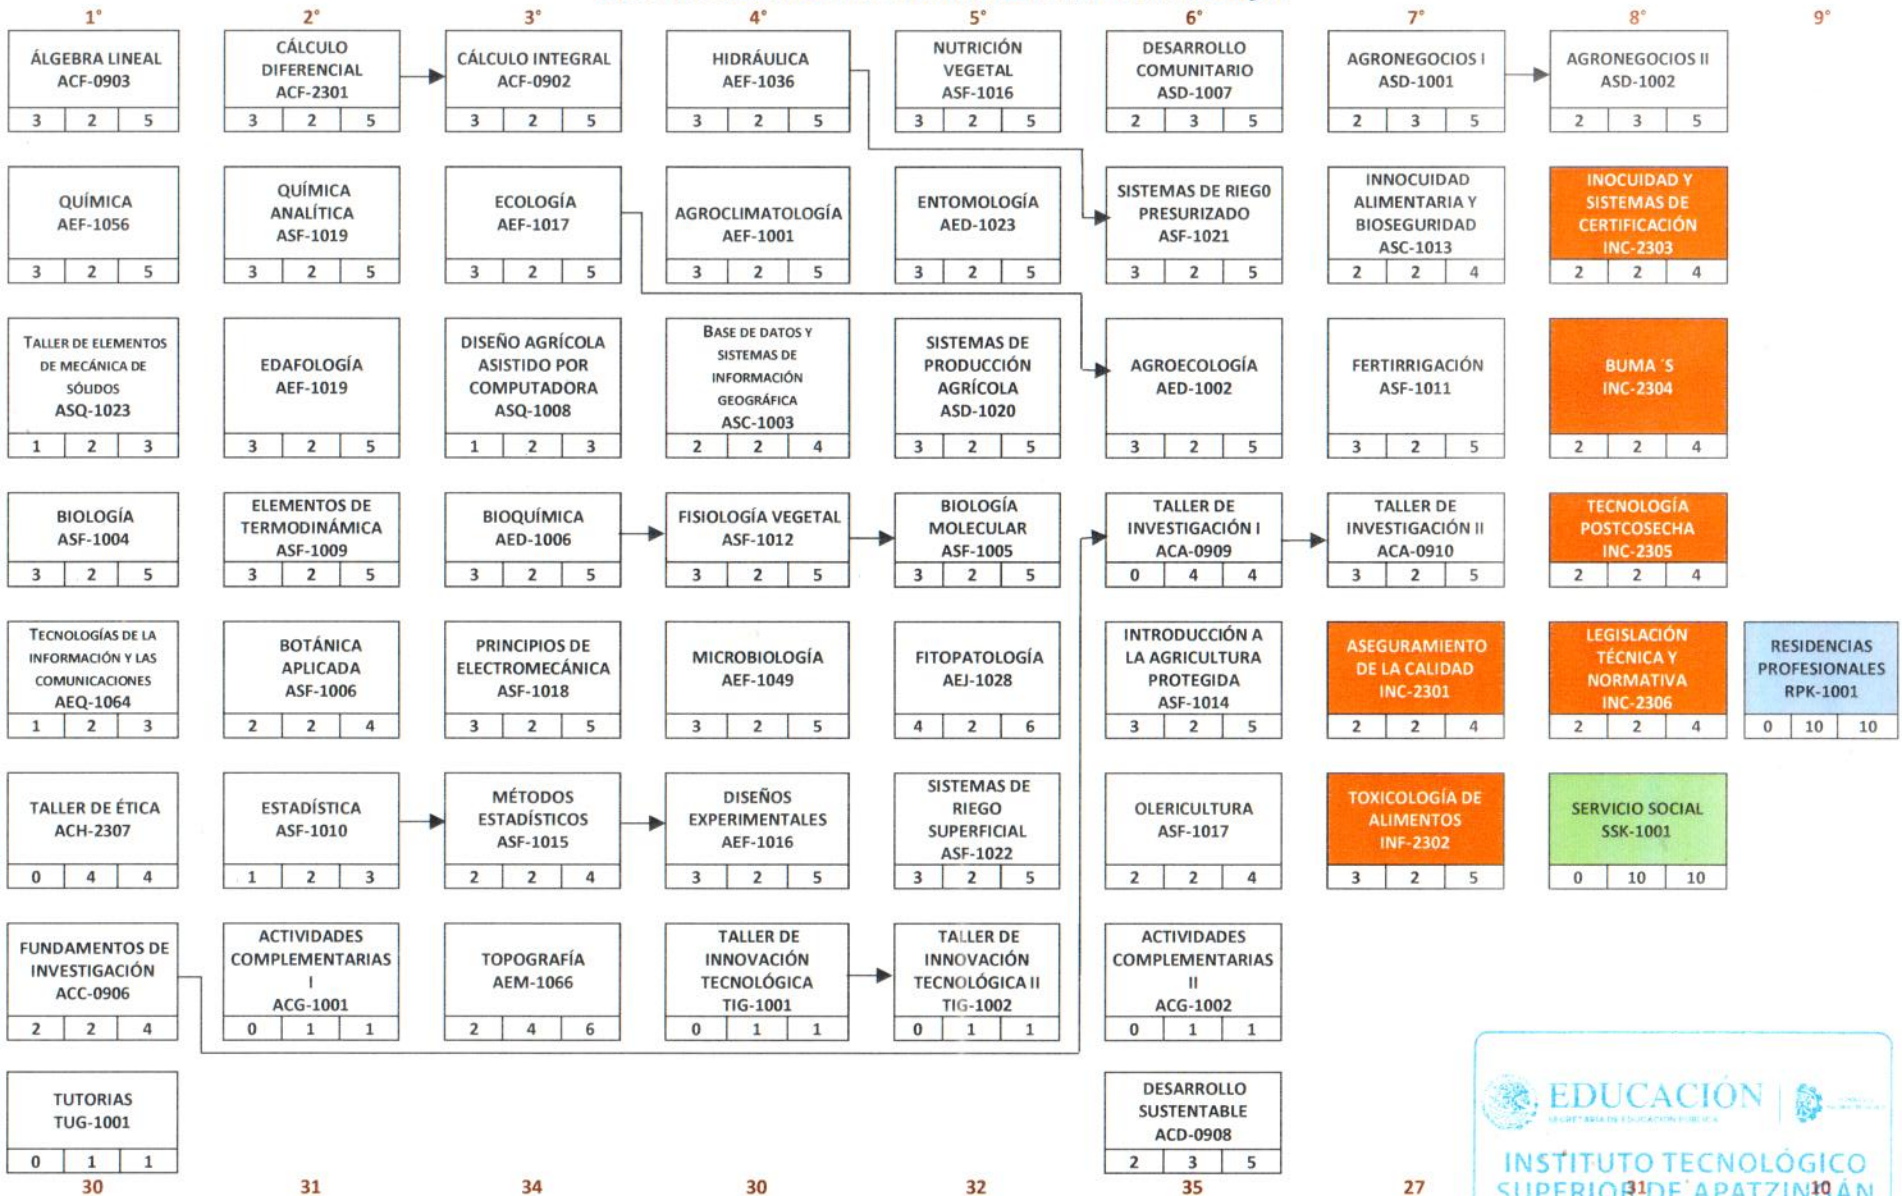 1°
2°
3°
4°
5°
6°
7°
8°
9°
ÁLGEBRA LINEAL
ACF-0903
3 2 5
CÁLCULO
DIFERENCIAL
ACF-2301
3 2 5
CÁLCULO INTEGRAL
ACF-0902
3 2 5
HIDRÁULICA
AEF-1036
3 2 5
NUTRICIÓN
VEGETAL
ASF-1016
3 2 5
DESARROLLO
COMUNITARIO
ASD-1007
2 3 5
AGRONEGOCIOS I
ASD-1001
2 3 5
AGRONEGOCIOS II
ASD-1002
2 3 5
QUÍMICA
AEF-1056
3 2 5
QUÍMICA
ANALÍTICA
ASF-1019
3 2 5
ECOLOGÍA
AEF-1017
3 2 5
AGROCLIMATOLOGÍA
AEF-1001
3 2 5
ENTOMOLOGÍA
AED-1023
3 2 5
SISTEMAS DE RIEG0
PRESURIZADO
ASF-1021
3 2 5
INNOCUIDAD
ALIMENTARIA Y
BIOSEGURIDAD
ASC-1013
2 2 4
INOCUIDAD Y
SISTEMAS DE
CERTIFICACIÓN
INC-2303
2 2 4
TALLER DE ELEMENTOS
DE MECÁNICA DE
SÓLIDOS
ASQ-1023
1 2 3
EDAFOLOGÍA
AEF-1019
3 2 5
DISEÑO AGRÍCOLA
ASISTIDO POR
COMPUTADORA
ASQ-1008
1 2 3
BASE DE DATOS Y
SISTEMAS DE
INFORMACIÓN
GEOGRÁFICA
ASC-1003
2 2 4
SISTEMAS DE
PRODUCCIÓN
AGRÍCOLA
ASD-1020
3 2 5
AGROECOLOGÍA
AED-1002
3 2 5
FERTIRRIGACIÓN
ASF-1011
3 2 5
BUMA ´S
INC-2304
2 2 4
BIOLOGÍA
ASF-1004
3 2 5
ELEMENTOS DE
TERMODINÁMICA
ASF-1009
3 2 5
BIOQUÍMICA
AED-1006
3 2 5
FISIOLOGÍA VEGETAL
ASF-1012
3 2 5
BIOLOGÍA
MOLECULAR
ASF-1005
3 2 5
TALLER DE
INVESTIGACIÓN I
ACA-0909
0 4 4
TALLER DE
INVESTIGACIÓN II
ACA-0910
3 2 5
TECNOLOGÍA
POSTCOSECHA
INC-2305
2 2 4
TECNOLOGÍAS DE LA
INFORMACIÓN Y LAS
COMUNICACIONES
AEQ-1064
1 2 3
BOTÁNICA
APLICADA
ASF-1006
2 2 4
PRINCIPIOS DE
ELECTROMECÁNICA
ASF-1018
3 2 5
MICROBIOLOGÍA
AEF-1049
3 2 5
FITOPATOLOGÍA
AEJ-1028
4 2 6
INTRODUCCIÓN A
LA AGRICULTURA
PROTEGIDA
ASF-1014
3 2 5
ASEGURAMIENTO
DE LA CALIDAD
INC-2301
2 2 4
LEGISLACIÓN
TÉCNICA Y
NORMATIVA
INC-2306
2 2 4
RESIDENCIAS
PROFESIONALES
RPK-1001
0 10 10
TALLER DE ÉTICA
ACH-2307
0 4 4
ESTADÍSTICA
ASF-1010
1 2 3
MÉTODOS
ESTADÍSTICOS
ASF-1015
2 2 4
DISEÑOS
EXPERIMENTALES
AEF-1016
3 2 5
SISTEMAS DE
RIEGO
SUPERFICIAL
ASF-1022
3 2 5
OLERICULTURA
ASF-1017
2 2 4
TOXICOLOGÍA DE
ALIMENTOS
INF-2302
3 2 5
SERVICIO SOCIAL
SSK-1001
0 10 10
FUNDAMENTOS DE
INVESTIGACIÓN
ACC-0906
2 2 4
ACTIVIDADES
COMPLEMENTARIAS
I
ACG-1001
0 1 1
TOPOGRAFÍA
AEM-1066
2 4 6
TALLER DE
INNOVACIÓN
TECNOLÓGICA
TIG-1001
0 1 1
TALLER DE
INNOVACIÓN
TECNOLÓGICA II
TIG-1002
0 1 1
ACTIVIDADES
COMPLEMENTARIAS
II
ACG-1002
0 1 1
TUTORIAS
TUG-1001
0 1 1
DESARROLLO
SUSTENTABLE
ACD-0908
2 3 5
EDUCACIÓN
SECRETARÍA DE EDUCACIÓN PÚBLICA
INSTITUTO TECNOLÓGICO
SUPERIOR DE APATZINGÁN
30
31
34
30
32
35
27
31
10